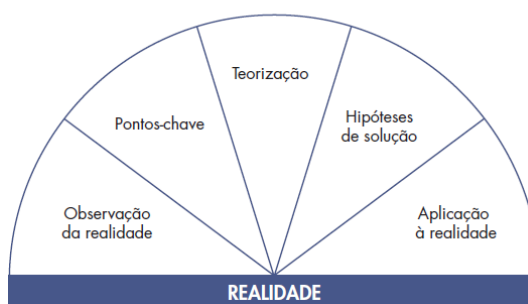 Observação
da realidade
Pontos-chave
Teorização
Hipóteses
de solução
Aplicação
à realidade
REALIDADE